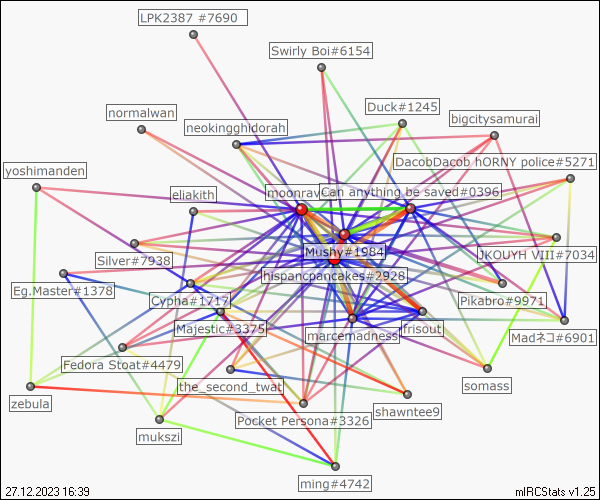 LPK2387 #7690
Swirly Boi#6154
Duck#1245
normalwan
bigcitysamurai
neokingghidorah
DacobDacob hORNY police#5271
yoshimanden
eliakith
moonrav
Can anything be saved#0396
Mushy#1984
JKOUYH VIII#7034
Silver#7938
hispancpancakes#2928
Eg.Master#1378
Pikabro#9971
Cypha#1717
Majestic#3375
marcemadness
frisout
Madネコ#6901
Fedora Stoat#4479
the_second_twat
somass
zebula
shawntee9
Pocket Persona#3326
mukszi
ming#4742
27.12.2023 16:39
mIRCStats v1.25